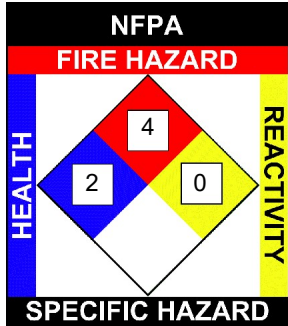 NFPA
FIRE HAZARD
4
HEALTH
2
0
REACTIVITY
SPECIFIC HAZARD